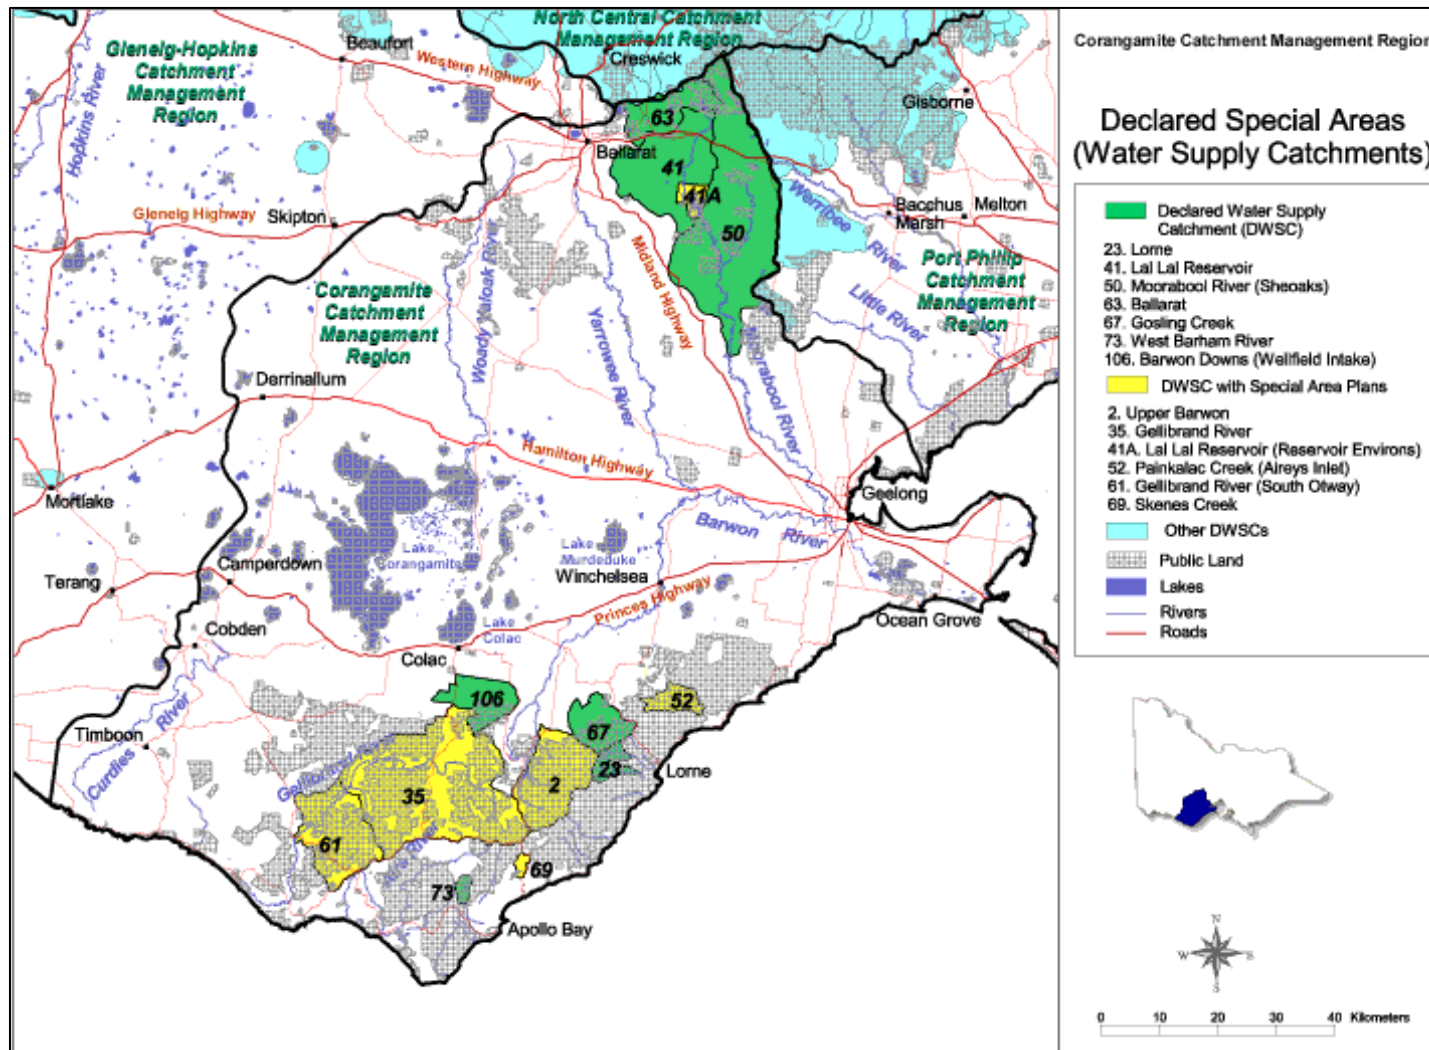 North Central Catchment
Management Region
Creswick
Glenelg-Hopkins
Catchment
Management
Region
Beaufort
Western Highway
Hopkins River
Gisborne
63
Ballarat
41
41A
50
Werribee River
Bacchus
Marsh
Melton
Glenelg Highway
Skipton
Port Phillip
Catchment
Management
Region
Little River
Midland Highway
Corangamite
Catchment
Management
Region
Woady Yaloak River
Yarrowee River
Moorabool River
Derrinallum
Hamilton Highway
Mortlake
Geelong
Barwon River
Lake
Corangamite
Lake
Murdeduke
Winchelsea
Camperdown
Terang
Princes Highway
Ocean Grove
Cobden
Lake
Colac
Colac
106
52
67
Curdies River
Timboon
23
Lorne
Gellibrand River
35
2
61
Aire River
69
73
Apollo Bay
Corangamite Catchment Management Region
Declared Special Areas
(Water Supply Catchments)
Declared Water Supply
Catchment (DWSC)
23. Lorne
41. Lal Lal Reservoir
50. Moorabool River (Sheoaks)
63. Ballarat
67. Gosling Creek
73. West Barham River
106. Barwon Downs (Wellfield Intake)
DWSC with Special Area Plans
2. Upper Barwon
35. Gellibrand River
41A. Lal Lal Reservoir (Reservoir Environs)
52. Painkalac Creek (Aireys Inlet)
61. Gellibrand River (South Otway)
69. Skenes Creek
Other DWSCs
Public Land
Lakes
Rivers
Roads
N
W
E
S
0 10 20 30 40 Kilometers